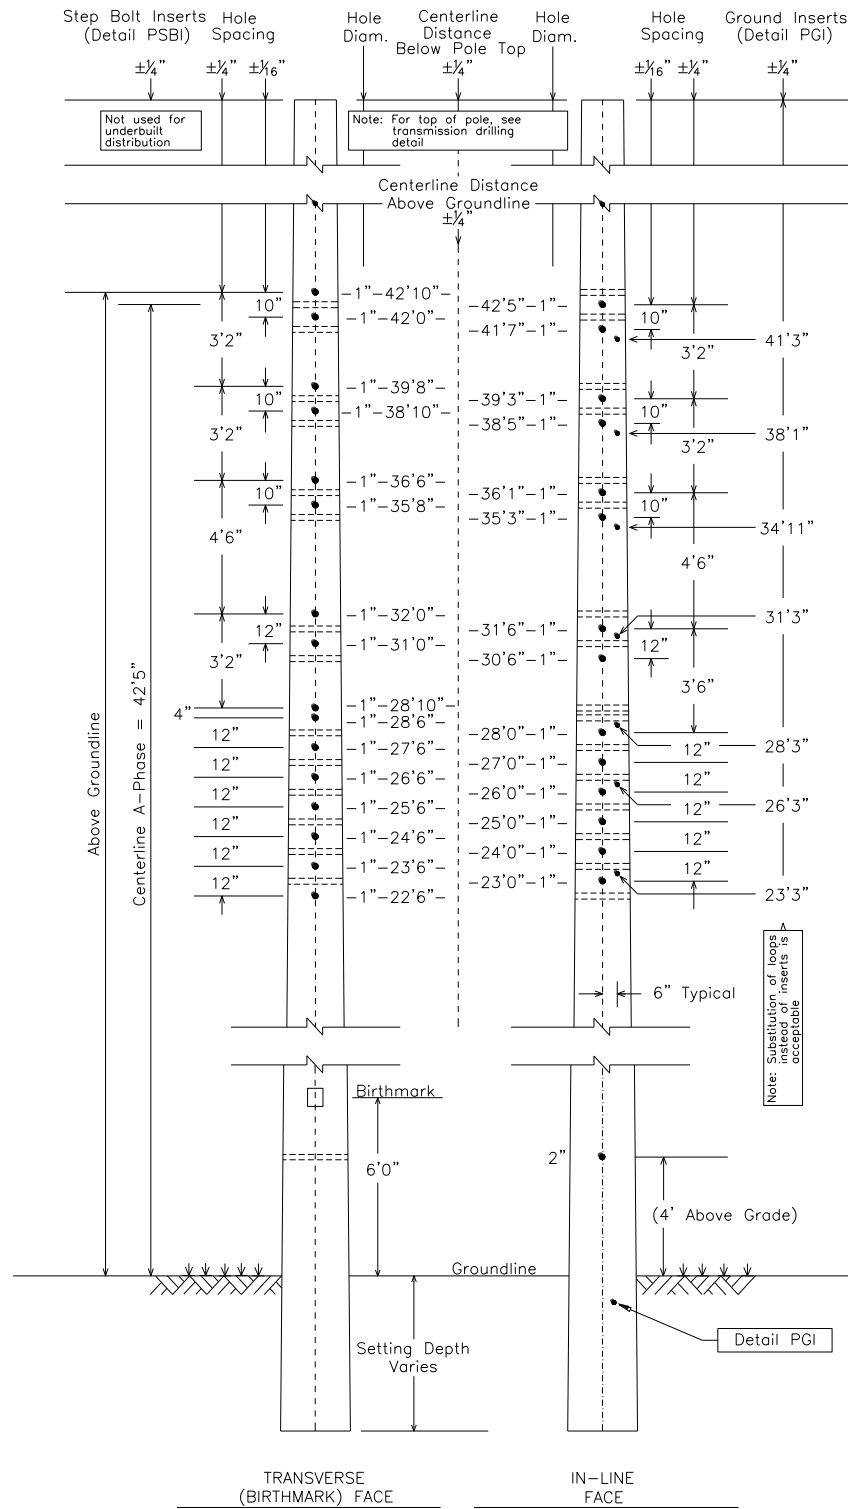 Step Bolt Inserts
(Detail PSBI)
Hole
Spacing
Hole
Diam.
Centerline
Distance
Below Pole Top
Hole
Diam.
Hole
Spacing
Ground Inserts
(Detail PGI)
±¼"
±¼"
±1⁄16"
±¼"
±1⁄16"
±¼"
±¼"
Not used for
underbuilt
distribution
Note: For top of pole, see
transmission drilling
detail
Centerline Distance
Above Groundline
±¼"
-1"-42'10"-
-42'5"-1"-
10"
-1"-42'0"-
10"
-41'7"-1"-
3'2"
3'2"
41'3"
-1"-39'8"-
10"
-39'3"-1"-
-1"-38'10"-
10"
-38'5"-1"-
3'2"
3'2"
38'1"
-1"-36'6"-
10"
-36'1"-1"-
-1"-35'8"-
10"
-35'3"-1"-
34'11"
4'6"
4'6"
-1"-32'0"-
31'3"
12"
-31'6"-1"-
-1"-31'0"-
12"
3'2"
-30'6"-1"-
3'6"
-1"-28'10"-
4"
-1"-28'6"-
12"
-28'0"-1"-
-1"-27'6"-
12"
28'3"
12"
-27'0"-1"-
-1"-26'6"-
12"
12"
-26'0"-1"-
-1"-25'6"-
12"
26'3"
12"
-25'0"-1"-
-1"-24'6"-
12"
12"
-24'0"-1"-
-1"-23'6"-
12"
12"
-23'0"-1"-
-1"-22'6"-
23'3"
Above Groundline
Centerline A-Phase = 42'5"
Note: Substitution of loops
instead of inserts is
acceptable
6" Typical
Birthmark
2"
6'0"
(4' Above Grade)
Groundline
Detail PGI
Setting Depth
Varies
TRANSVERSE
(BIRTHMARK) FACE
IN-LINE
FACE